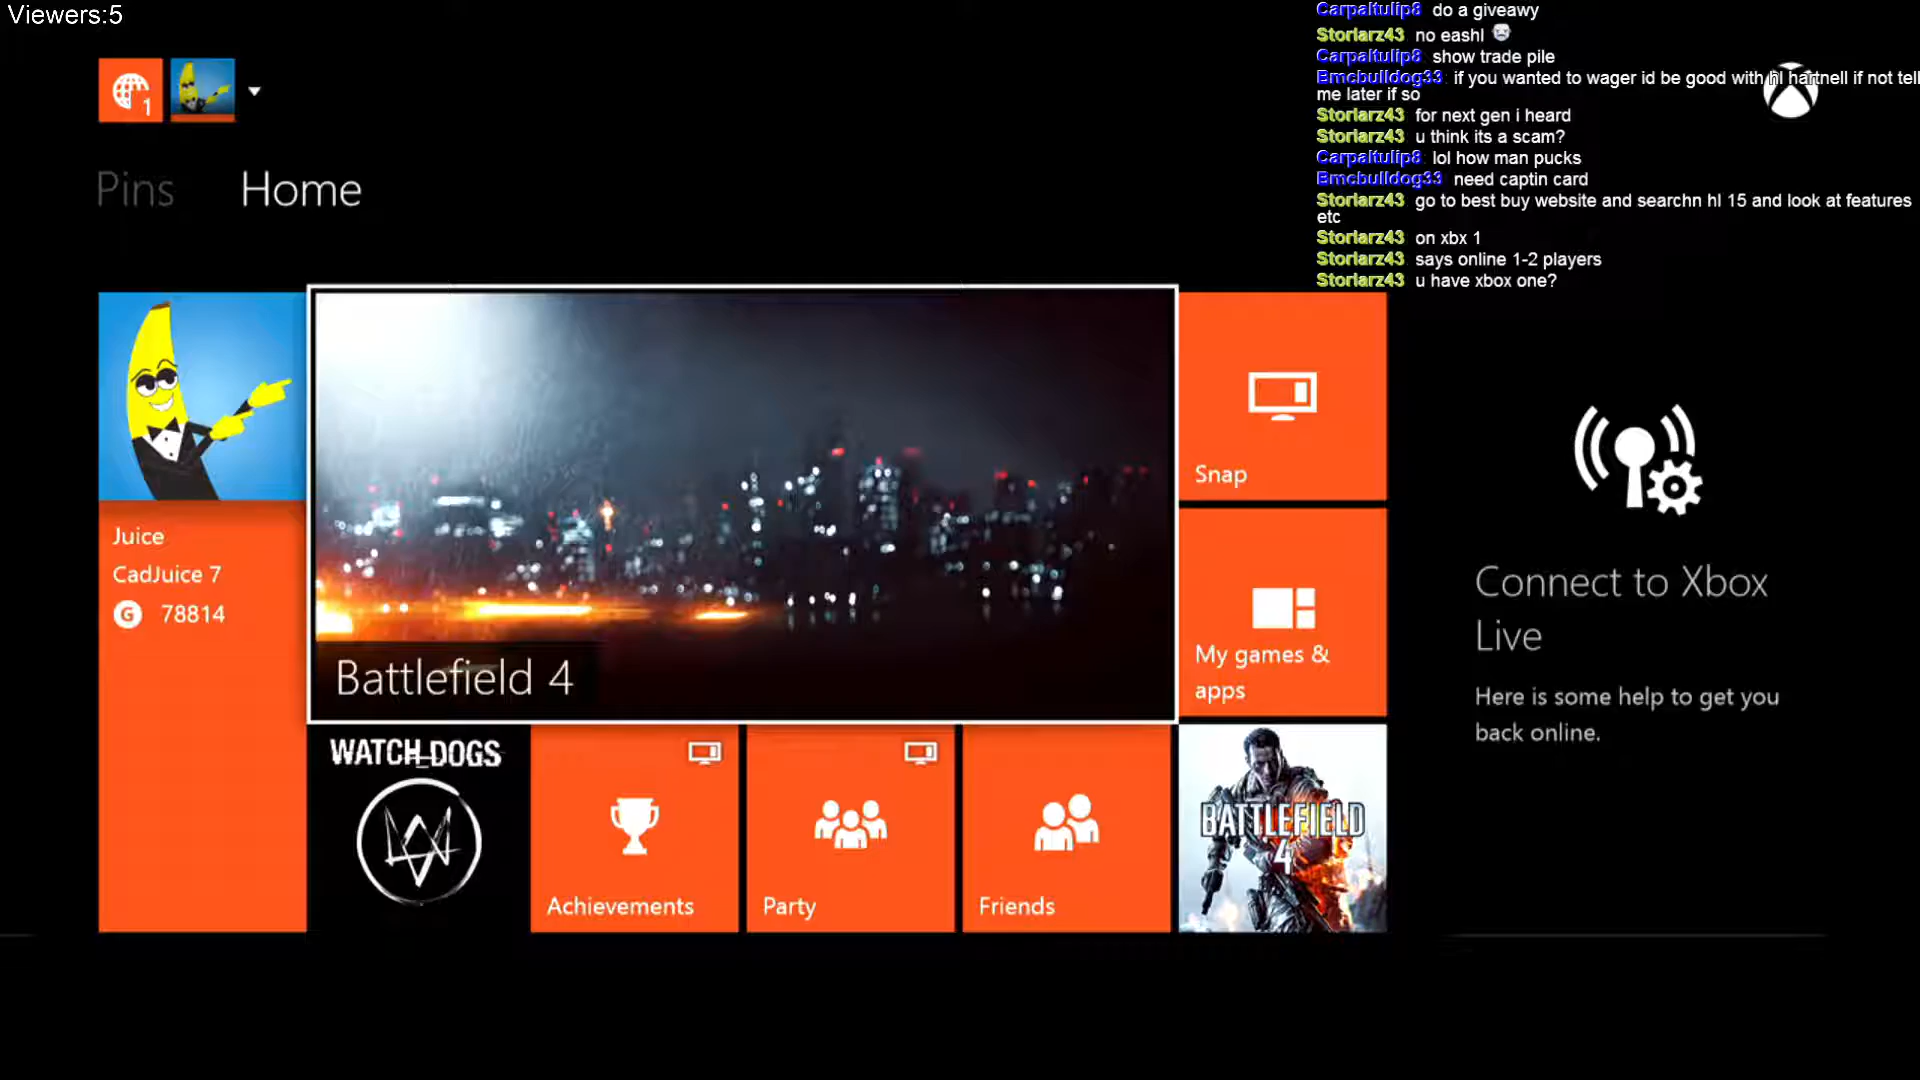 Viewers:5
Carpaltulip8 do a giveawy
Storlarz43 no eashl
Carpaltulip8 show trade pile
Bmcbulldog33 if you wanted to wager id be good with hl hartnell if not tell
me later if so
Storlarz43 for next gen i heard
Storlarz43 u think its a scam?
Carpaltulip8 lol how man pucks
Bmcbulldog33 need captin card
Storlarz43 go to best buy website and searchn hl 15 and look at features
etc
Storlarz43 on xbx 1
Storlarz43 says online 1-2 players
Storlarz43 u have xbox one?
1
Pins
Home
Juice
CadJuice 7
G 78814
Battlefield 4
Snap
My games &
apps
Connect to Xbox
Live
Here is some help to get you
back online.
WATCH_DOGS
Achievements
Party
Friends
BATTLEFIELD
4